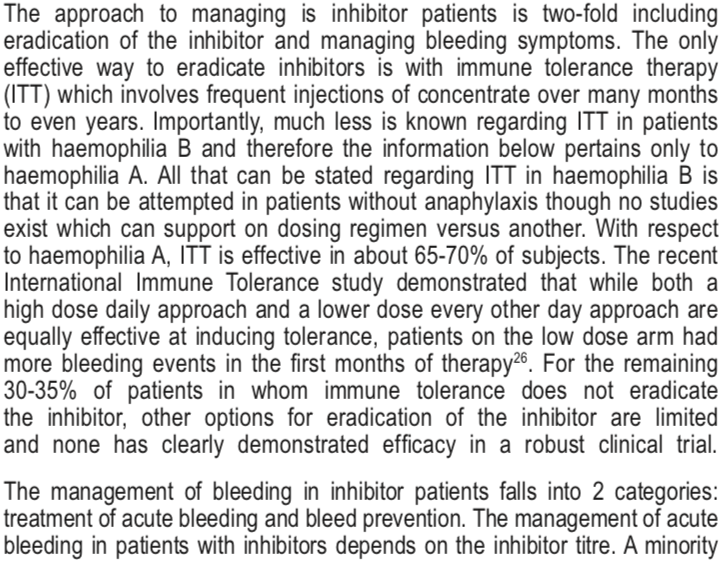 The approach to managing is inhibitor patients is two-fold including
eradication of the inhibitor and managing bleeding symptoms. The only
effective way to eradicate inhibitors is with immune tolerance therapy
(ITT) which involves frequent injections of concentrate over many months
to even years. Importantly, much less is known regarding ITT in patients
with haemophilia B and therefore the information below pertains only to
haemophilia A. All that can be stated regarding ITT in haemophilia B is
that it can be attempted in patients without anaphylaxis though no studies
exist which can support on dosing regimen versus another. With respect
to haemophilia A, ITT is effective in about 65-70% of subjects. The recent
International Immune Tolerance study demonstrated that while both a
high dose daily approach and a lower dose every other day approach are
equally effective at inducing tolerance, patients on the low dose arm had
more bleeding events in the first months of therapy26. For the remaining
30-35% of patients in whom immune tolerance does not eradicate
the inhibitor, other options for eradication of the inhibitor are limited
and none has clearly demonstrated efficacy in a robust clinical trial.
The management of bleeding in inhibitor patients falls into 2 categories:
treatment of acute bleeding and bleed prevention. The management of acute
bleeding in patients with inhibitors depends on the inhibitor titre. A minority